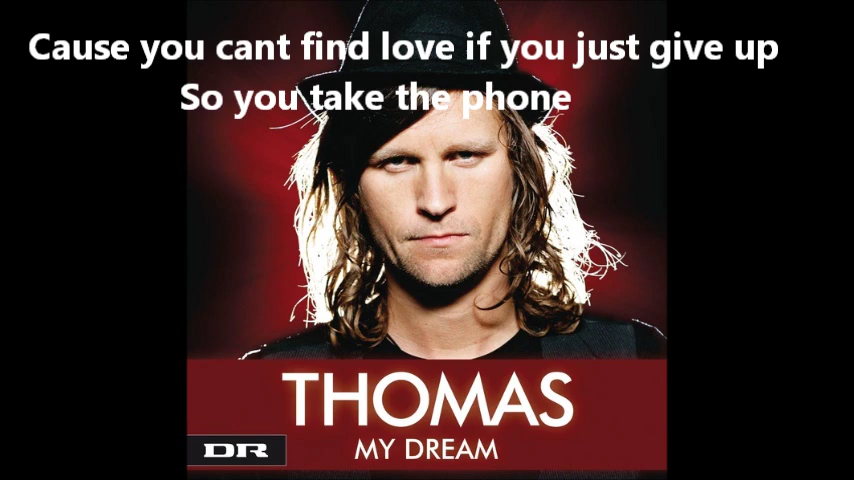 Cause you cant find love if you just give up
So you take the phone
THOMAS
DR
MY DREAM